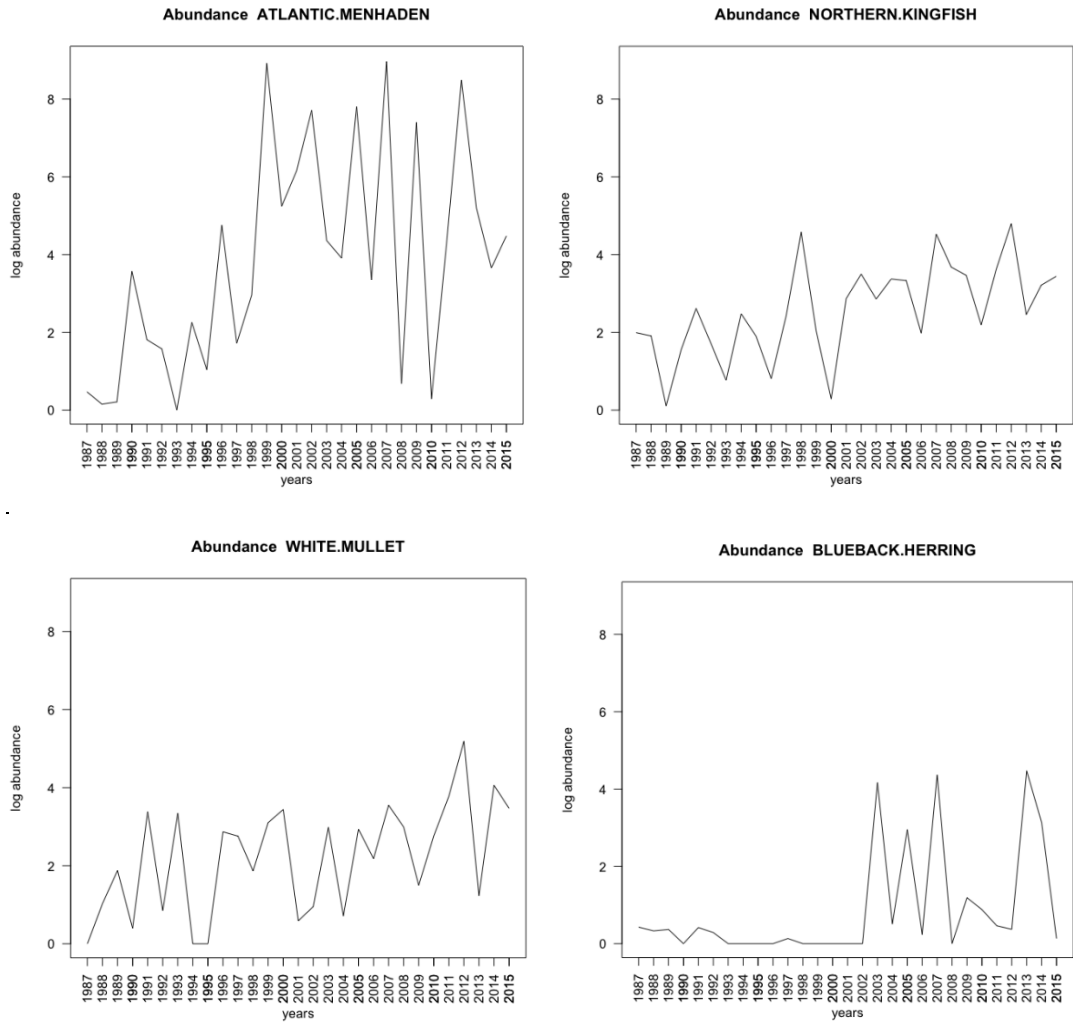 Abundance  ATLANTIC.MENHADEN
log abundance
8
6
4
2
0
1987 1988 1989 1990 1991 1992 1993 1994 1995 1996 1997 1998 1999 2000 2001 2002 2003 2004 2005 2006 2007 2008 2009 2010 2011 2012 2013 2014 2015
years
Abundance  NORTHERN.KINGFISH
log abundance
8
6
4
2
0
1987 1988 1989 1990 1991 1992 1993 1994 1995 1996 1997 1998 1999 2000 2001 2002 2003 2004 2005 2006 2007 2008 2009 2010 2011 2012 2013 2014 2015
years
Abundance  WHITE.MULLET
log abundance
8
6
4
2
0
1987 1988 1989 1990 1991 1992 1993 1994 1995 1996 1997 1998 1999 2000 2001 2002 2003 2004 2005 2006 2007 2008 2009 2010 2011 2012 2013 2014 2015
years
Abundance  BLUEBACK.HERRING
log abundance
8
6
4
2
0
1987 1988 1989 1990 1991 1992 1993 1994 1995 1996 1997 1998 1999 2000 2001 2002 2003 2004 2005 2006 2007 2008 2009 2010 2011 2012 2013 2014 2015
years